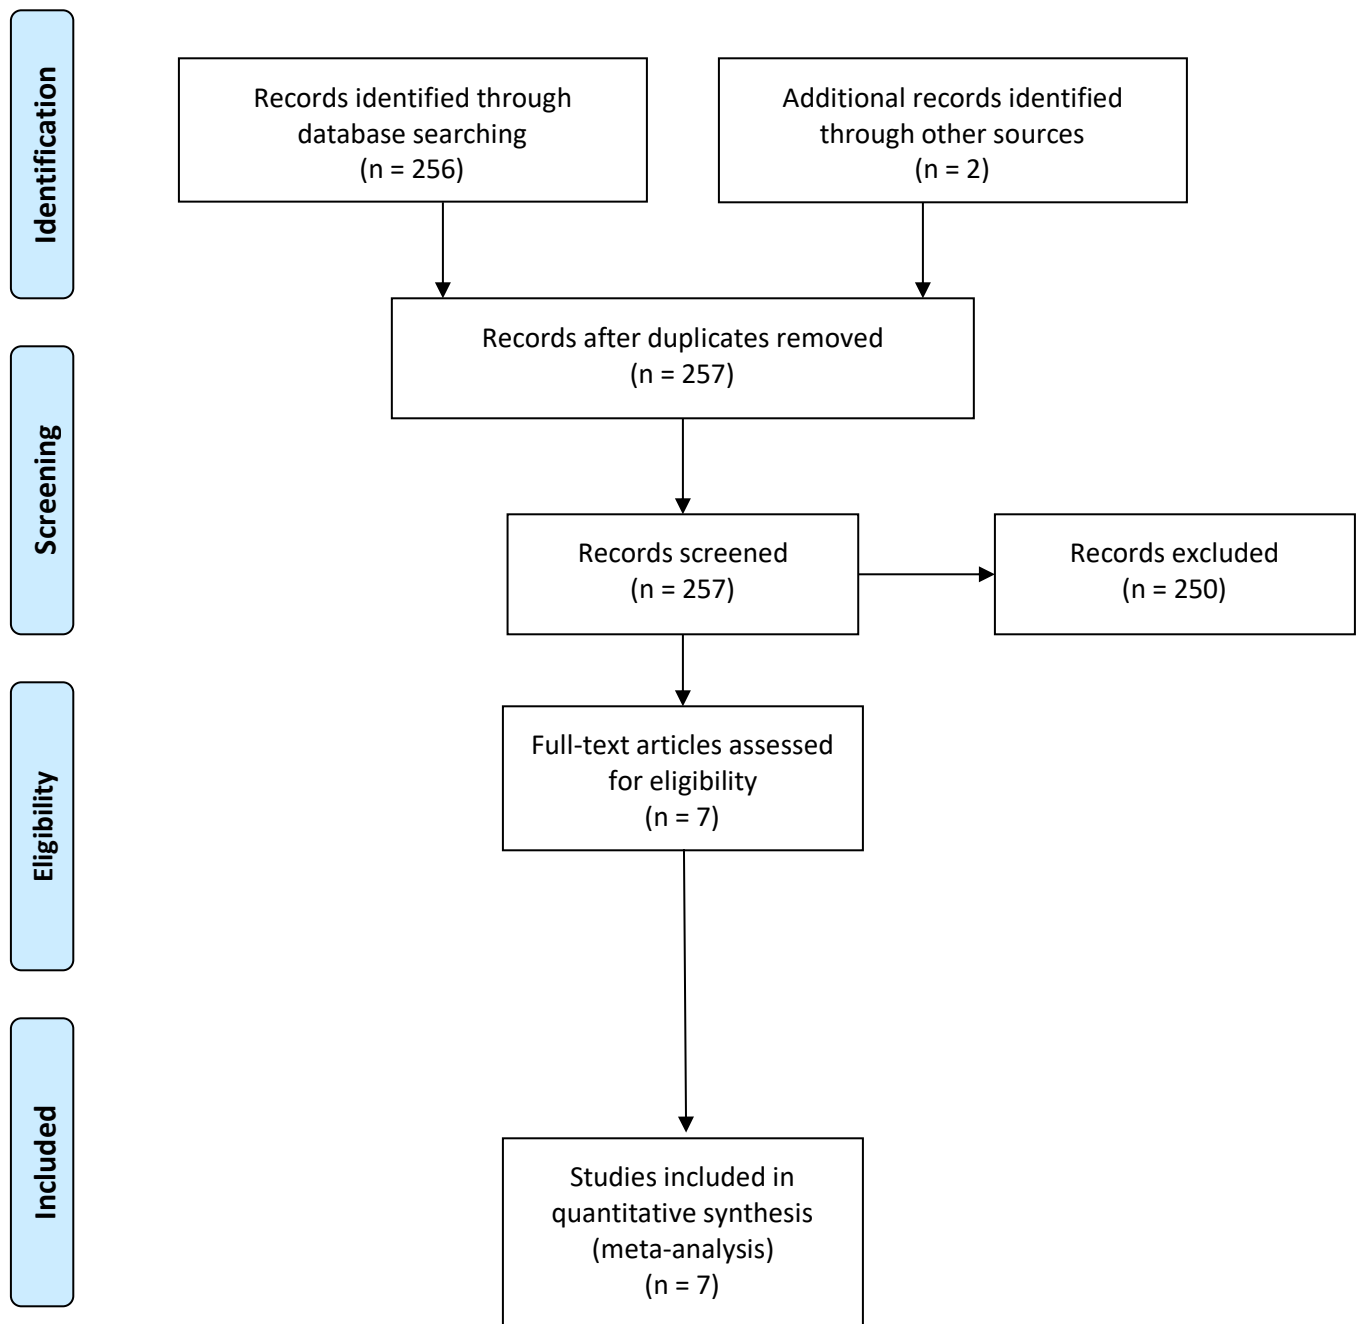 Identification
Records identified through
database searching
(n = 256)
Additional records identified
through other sources
(n = 2)
Records after duplicates removed
(n = 257)
Screening
Records screened
(n = 257)
Records excluded
(n = 250)
Eligibility
Full-text articles assessed
for eligibility
(n = 7)
Included
Studies included in
quantitative synthesis
(meta-analysis)
(n = 7)